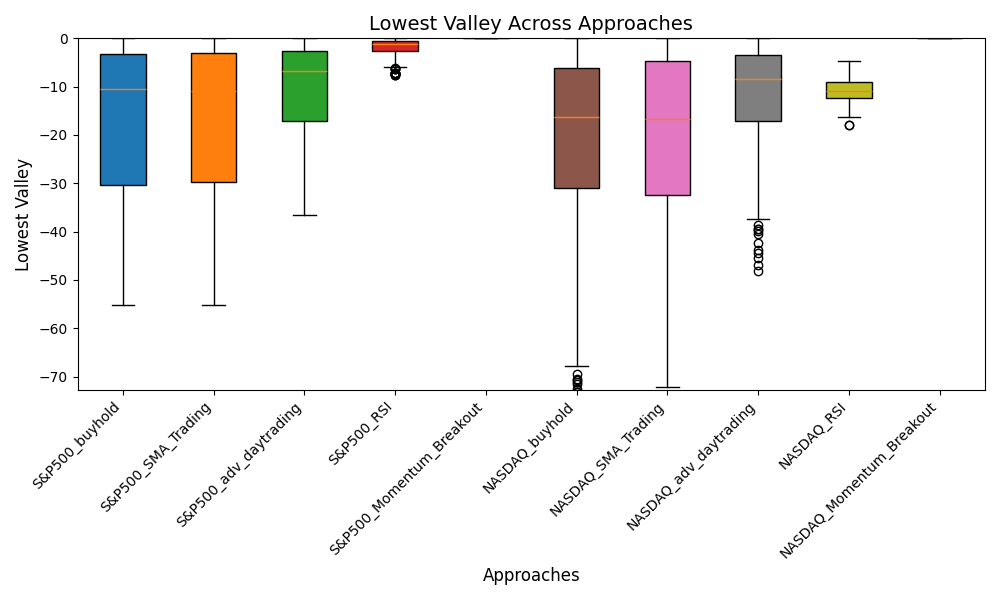 Lowest Valley Across Approaches
Lowest Valley
0
−10
−20
−30
−40
−50
−60
−70
S&P500_buyhold
S&P500_SMA_Trading
S&P500_adv_daytrading
S&P500_RSI
S&P500_Momentum_Breakout
NASDAQ_buyhold
NASDAQ_SMA_Trading
NASDAQ_adv_daytrading
NASDAQ_RSI
NASDAQ_Momentum_Breakout
Approaches